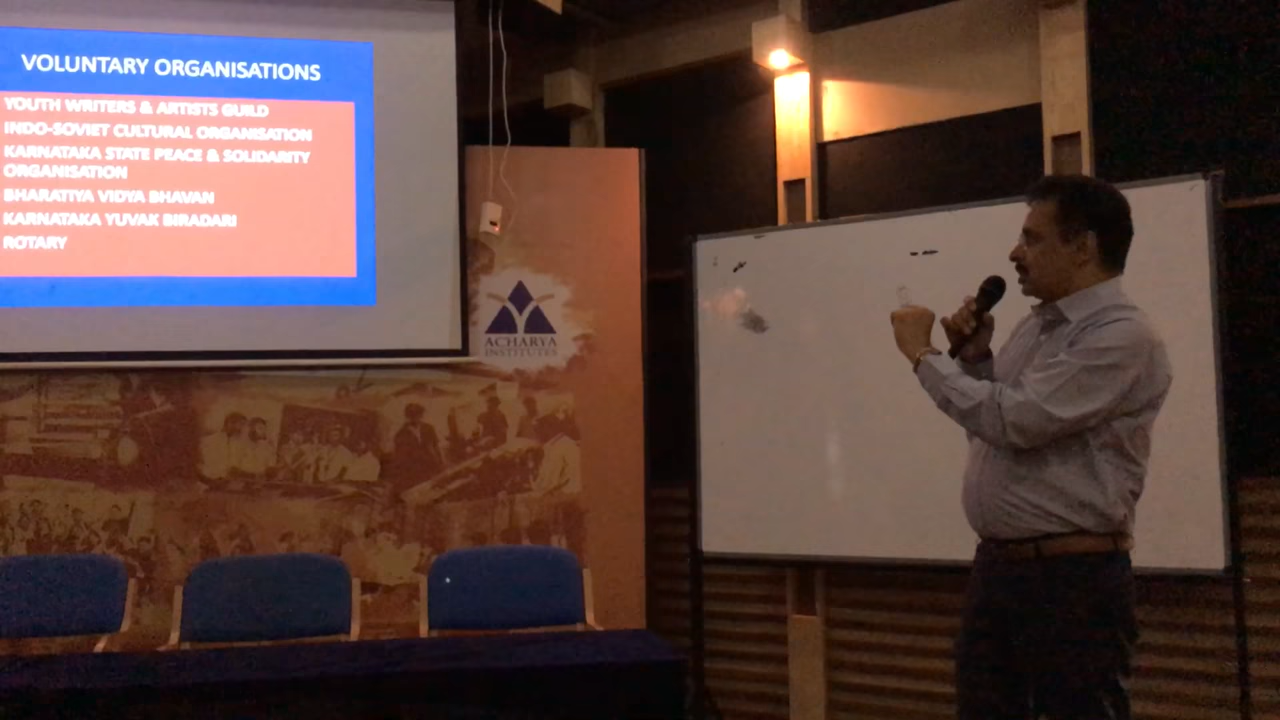 VOLUNTARY ORGANISATIONS
YOUTH WRITERS & ARTISTS GUILD
INDO-SOVIET CULTURAL ORGANISATION
KARNATAKA STATE PEACE & SOLIDARITY
ORGANISATION
BHARATIYA VIDYA BHAVAN
KARNATAKA YUVAK BIRADARI
ROTARY
ACHARYA
INSTITUTES